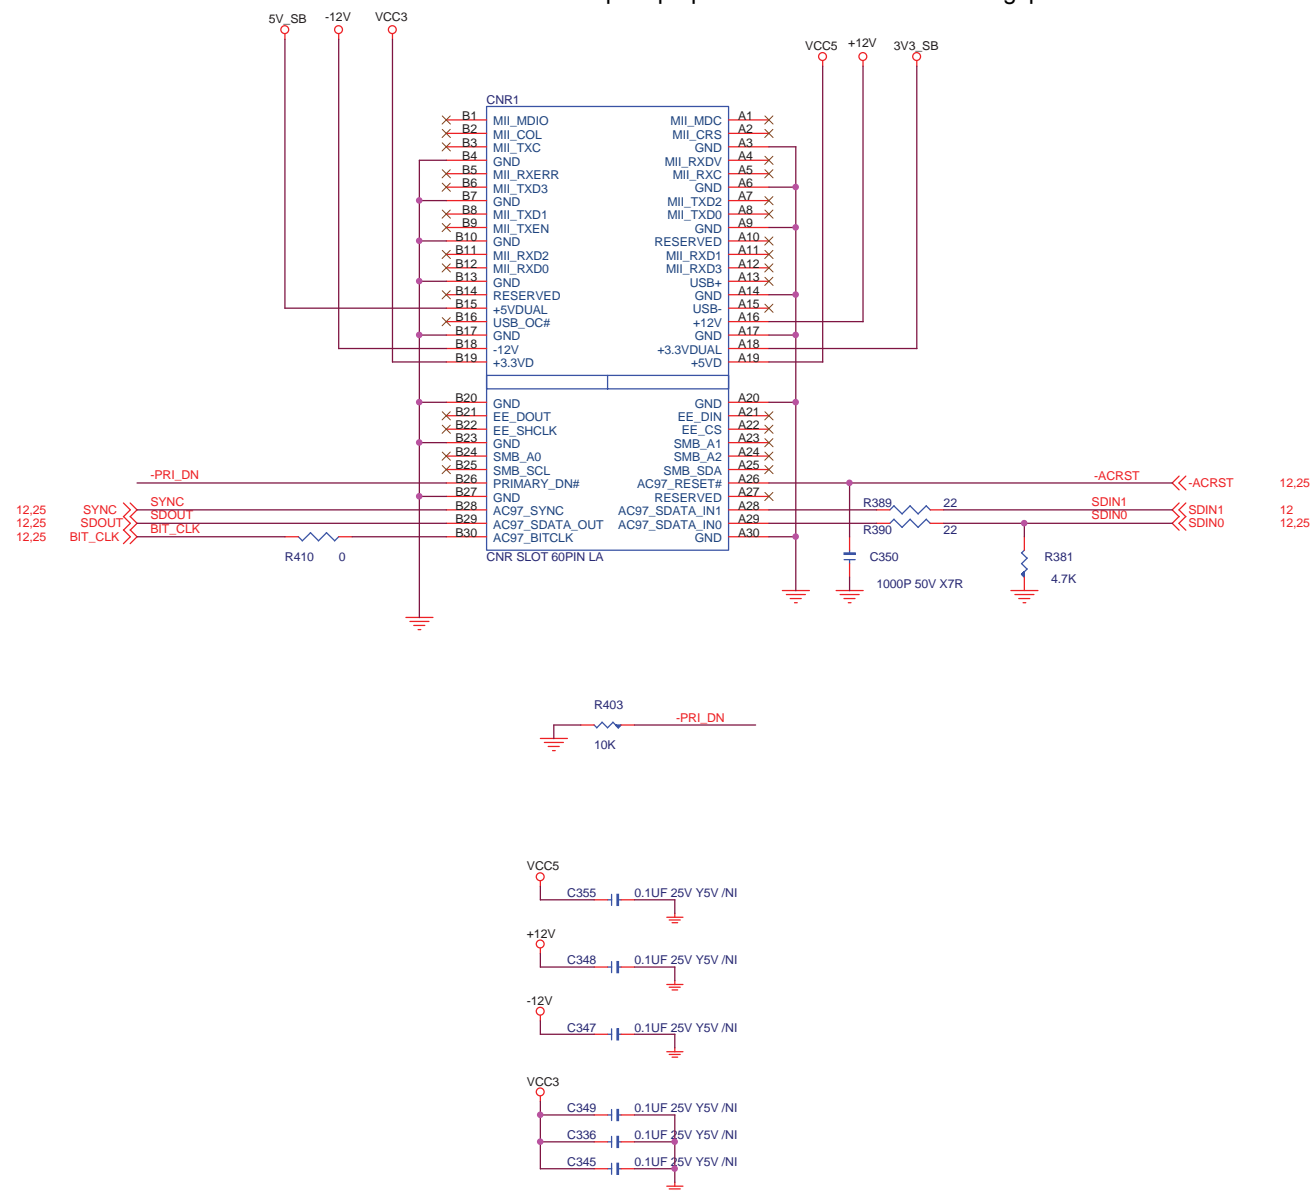 5V_SB -12V VCC3
VCC5 +12V 3V3_SB
CNR1
B1 MII_MDIO MII_MDC A1
B2 MII_COL MII_CRS A2
B3 MII_TXC GND A3
B4 GND MII_RXDV A4
B5 MII_RXERR MII_RXC A5
B6 MII_TXD3 GND A6
B7 GND MII_TXD2 A7
B8 MII_TXD1 MII_TXD0 A8
B9 MII_TXEN GND A9
B10 GND RESERVED A10
B11 MII_RXD2 MII_RXD1 A11
B12 MII_RXD0 MII_RXD3 A12
B13 GND USB+ A13
B14 RESERVED GND A14
B15 +5VDUAL USB- A15
B16 USB_OC# +12V A16
B17 GND GND A17
B18 -12V +3.3VDUAL A18
B19 +3.3VD +5VD A19
B20 GND GND A20
B21 EE_DOUT EE_DIN A21
B22 EE_SHCLK EE_CS A22
B23 GND SMB_A1 A23
B24 SMB_A0 SMB_A2 A24
B25 SMB_SCL SMB_SDA A25
-PRI_DN B26 PRIMARY_DN# AC97_RESET# A26 -ACRST -ACRST 12,25
B27 GND RESERVED A27
12,25 SYNC SYNC B28 AC97_SYNC AC97_SDATA_IN1 A28 R389 22 SDIN1 SDIN1 12
12,25 SDOUT SDOUT B29 AC97_SDATA_OUT AC97_SDATA_IN0 A29 R390 22 SDIN0 SDIN0 12,25
12,25 BIT_CLK BIT_CLK B30 AC97_BITCLK GND A30
R410 0 CNR SLOT 60PIN LA C350 R381
1000P 50V X7R 4.7K
R403
-PRI_DN
10K
VCC5
C355 0.1UF 25V Y5V /NI
+12V
C348 0.1UF 25V Y5V /NI
-12V
C347 0.1UF 25V Y5V /NI
VCC3
C349 0.1UF 25V Y5V /NI
C336 0.1UF 25V Y5V /NI
C345 0.1UF 25V Y5V /NI